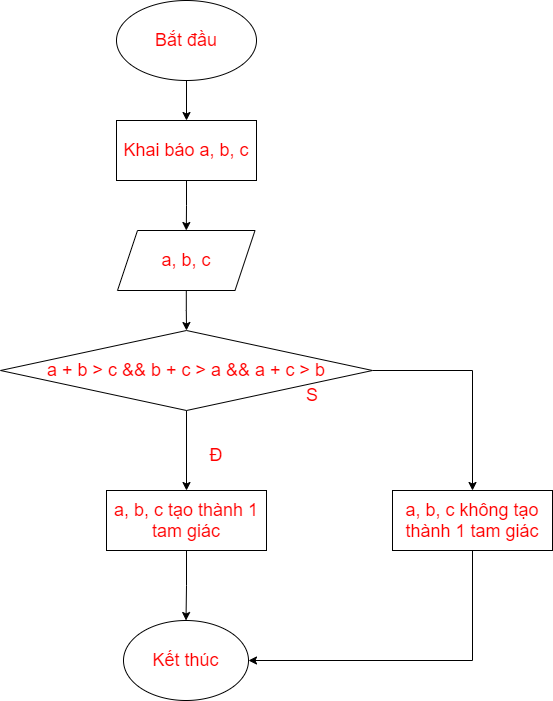 Bắt đầu
Khai báo a, b, c
a, b, c
a + b > c && b + c > a && a + c > b
S
Đ
a, b, c tạo thành 1
tam giác
a, b, c không tạo
thành 1 tam giác
Kết thúc